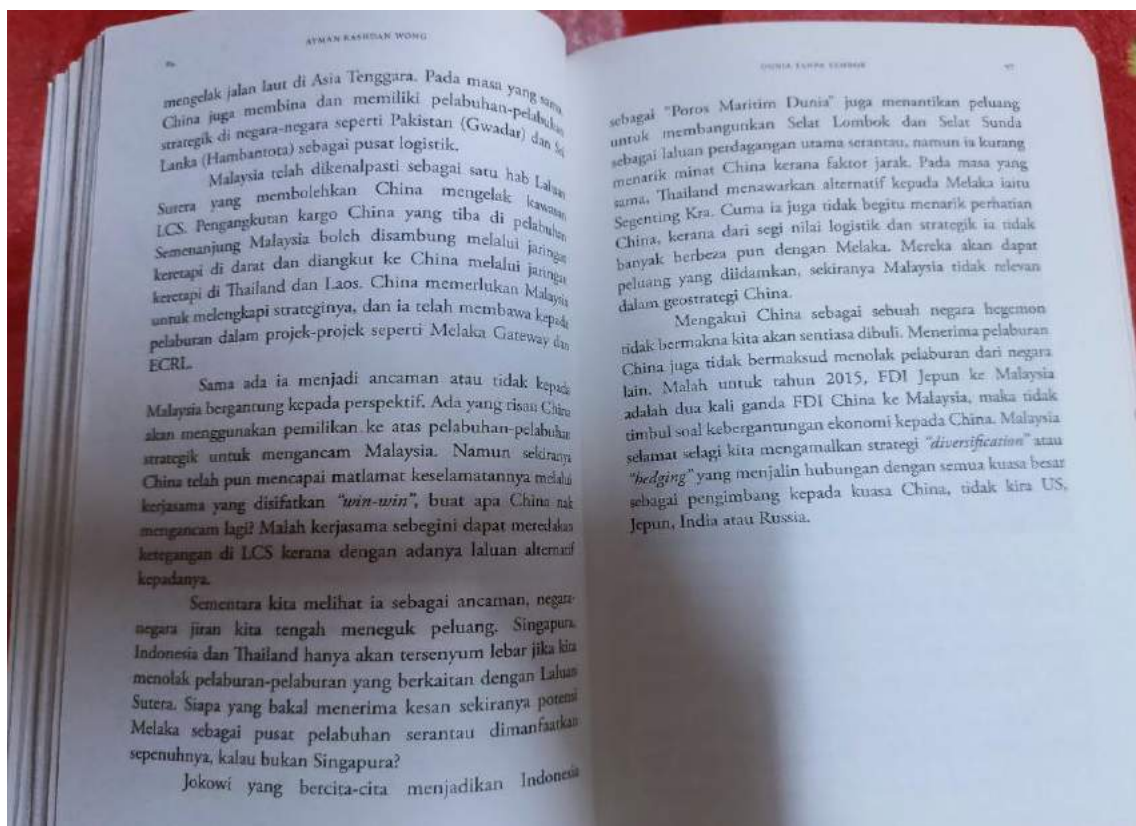 AYMAN RASHDAN WONG
mengelak jalan laut di Asia Tenggara. Pada masa yang sama,
China juga membina dan memiliki pelabuhan-pelabuhan
strategik di negara-negara seperti Pakistan (Gwadar) dan Sri
Lanka (Hambantota) sebagai pusat logistik.
Malaysia telah dikenalpasti sebagai satu hab Laluan
Sutera yang membolehkan China mengelak kawasan
LCS. Pengangkutan kargo China yang tiba di pelabuhan
Semenanjung Malaysia boleh disambung melalui jaringan
keretapi di darat dan diangkut ke China melalui jaringan
keretapi di Thailand dan Laos. China memerlukan Malaysia
untuk melengkapi strateginya, dan ia telah membawa kepada
pelaburan dalam projek-projek seperti Melaka Gateway dan
ECRL.
Sama ada ia menjadi ancaman atau tidak kepada
Malaysia bergantung kepada perspektif. Ada yang risau China
akan menggunakan pemilikan ke atas pelabuhan-pelabuhan
strategik untuk mengancam Malaysia. Namun sekiranya
China telah pun mencapai matlamat keselamatannya melalui
kerjasama yang disifatkan "win-win", buat apa China nak
mengancam lagi? Malah kerjasama sebegini dapat meredakan
ketegangan di LCS kerana dengan adanya laluan alternatif
kepadanya.
Sementara kita melihat ia sebagai ancaman, negara-
negara jiran kita tengah meneguk peluang. Singapura,
Indonesia dan Thailand hanya akan tersenyum lebar jika kita
menolak pelaburan-pelaburan yang berkaitan dengan Laluan
Sutera. Siapa yang bakal menerima kesan sekiranya potensi
Melaka sebagai pusat pelabuhan serantau dimanfaatkan
sepenuhnya, kalau bukan Singapura?
Jokowi yang bercita-cita menjadikan Indonesia
DUNIA TANPA TEMBOK
sebagai "Poros Maritim Dunia" juga menantikan peluang
untuk membangunkan Selat Lombok dan Selat Sunda
sebagai laluan perdagangan utama serantau, namun ia kurang
menarik minat China kerana faktor jarak. Pada masa yang
sama, Thailand menawarkan alternatif kepada Melaka iaitu
Segenting Kra. Cuma ia juga tidak begitu menarik perhatian
China, kerana dari segi nilai logistik dan strategik ia tidak
banyak berbeza pun dengan Melaka. Mereka akan dapat
peluang yang diidamkan, sekiranya Malaysia tidak relevan
dalam geostrategi China.
Mengakui China sebagai sebuah negara hegemon
tidak bermakna kita akan sentiasa dibuli. Menerima pelaburan
China juga tidak bermaksud menolak pelaburan dari negara
lain. Malah untuk tahun 2015, FDI Jepun ke Malaysia
adalah dua kali ganda FDI China ke Malaysia, maka tidak
timbul soal kebergantungan ekonomi kepada China. Malaysia
selamat selagi kita mengamalkan strategi "diversification" atau
"hedging" yang menjalin hubungan dengan semua kuasa besar
sebagai pengimbang kepada kuasa China, tidak kira US,
Jepun, India atau Russia.